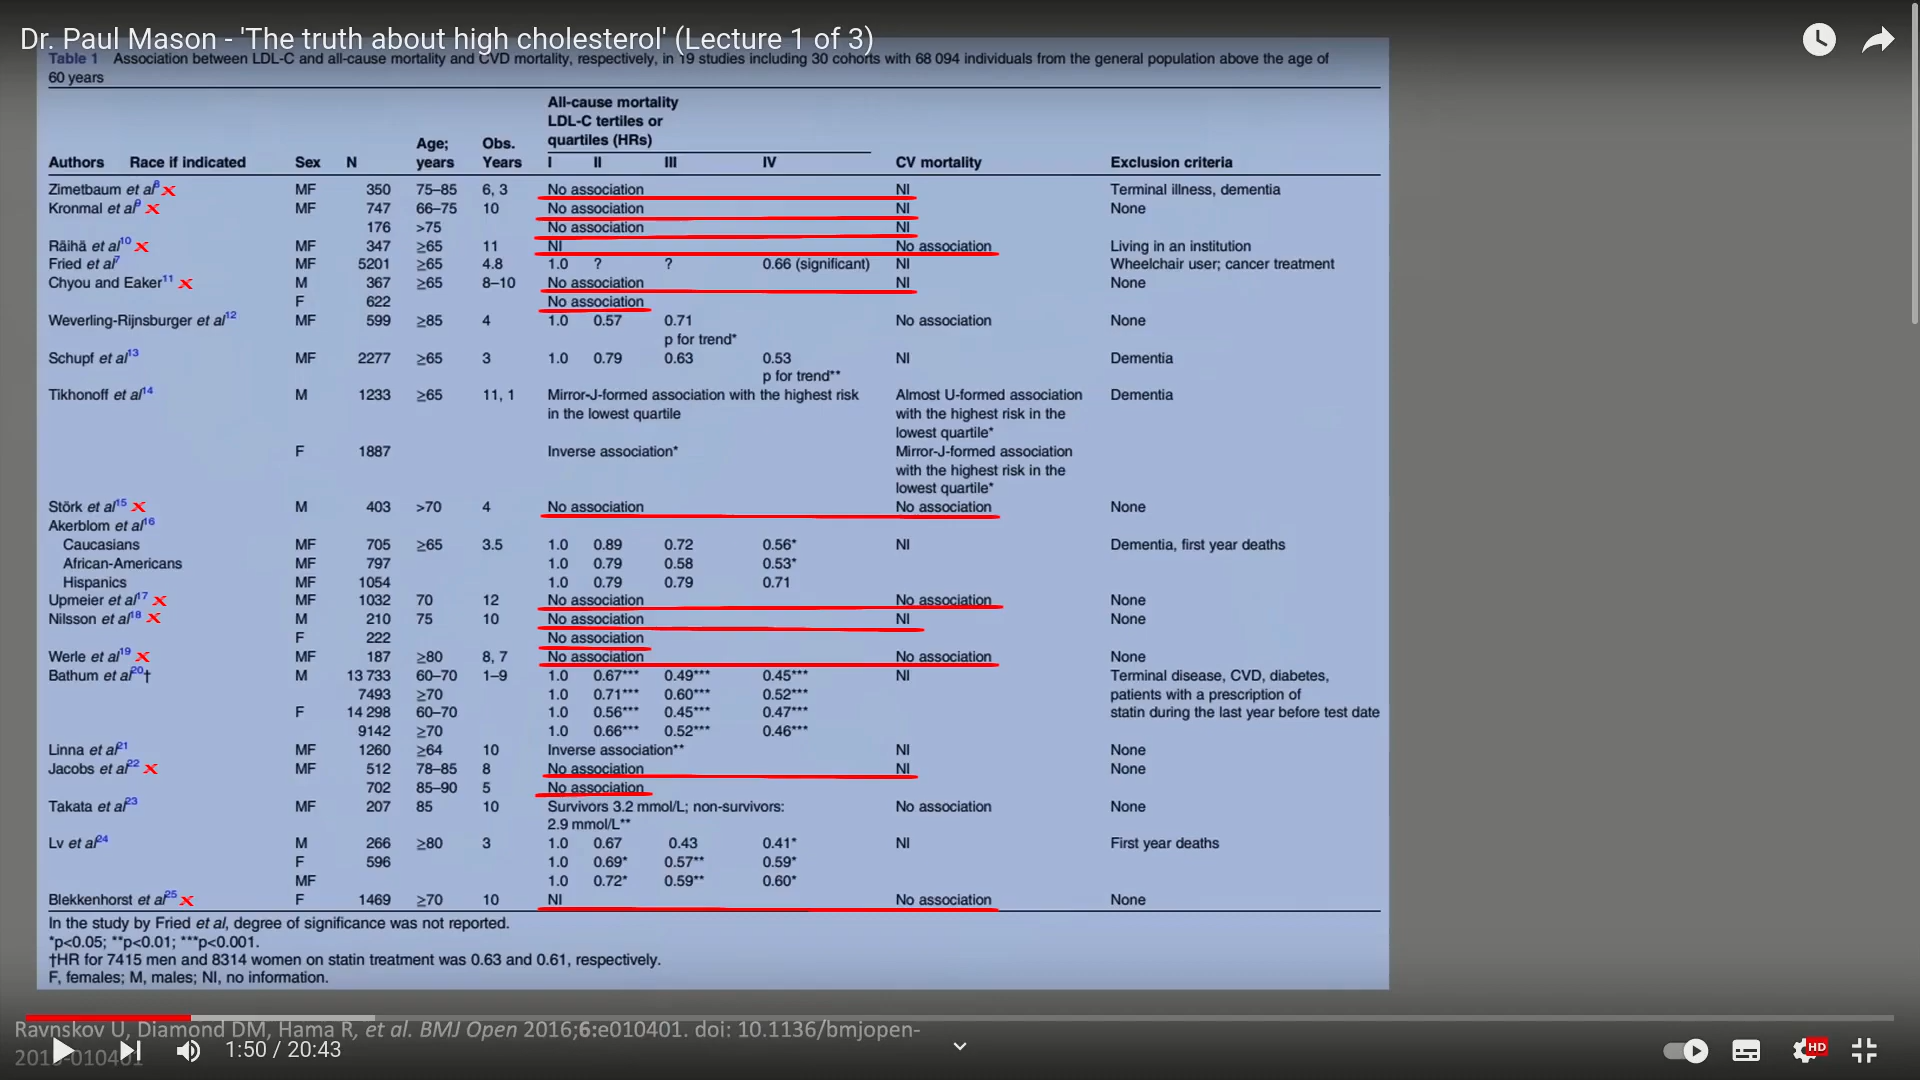 Dr. Paul Mason - 'The truth about high cholesterol' (Lecture 1 of 3)
Table 1 Association between LDL-C and all-cause mortality and CVD mortality, respectively, in 19 studies including 30 cohorts with 68 094 individuals from the general population above the age of
60 years
All-cause mortality
LDL-C tertiles or
quartiles (HRs)
Age; Obs.
Authors Race if indicated Sex N years Years I II III IV CV mortality Exclusion criteria
Zimetbaum et al8 x MF 350 75–85 6, 3 No association NI Terminal illness, dementia
Kronmal et al9 x MF 747 66–75 10 No association NI None
176 >75 No association NI
Räihä et al10 x MF 347 ≥65 11 NI No association Living in an institution
Fried et al7 MF 5201 ≥65 4.8 1.0 ? ? 0.66 (significant) NI Wheelchair user; cancer treatment
Chyou and Eaker11 x M 367 ≥65 8–10 No association NI None
F 622 No association
Weverling-Rijnsburger et al12 MF 599 ≥85 4 1.0 0.57 0.71 No association None
p for trend*
Schupf et al13 MF 2277 ≥65 3 1.0 0.79 0.63 0.53 NI Dementia
p for trend**
Tikhonoff et al14 M 1233 ≥65 11, 1 Mirror-J-formed association with the highest risk Almost U-formed association Dementia
in the lowest quartile with the highest risk in the
lowest quartile*
F 1887 Inverse association* Mirror-J-formed association
with the highest risk in the
lowest quartile*
Störk et al15 x M 403 >70 4 No association No association None
Akerblom et al16
Caucasians MF 705 ≥65 3.5 1.0 0.89 0.72 0.56* NI Dementia, first year deaths
African-Americans MF 797 1.0 0.79 0.58 0.53*
Hispanics MF 1054 1.0 0.79 0.79 0.71
Upmeier et al17 x MF 1032 70 12 No association No association None
Nilsson et al18 x M 210 75 10 No association NI None
F 222 No association
Werle et al19 x MF 187 ≥80 8, 7 No association No association None
Bathum et al20† M 13 733 60–70 1–9 1.0 0.67*** 0.49*** 0.45*** NI Terminal disease, CVD, diabetes,
7493 ≥70 1.0 0.71*** 0.60*** 0.52*** patients with a prescription of
F 14 298 60–70 1.0 0.56*** 0.45*** 0.47*** statin during the last year before test date
9142 ≥70 1.0 0.66*** 0.52*** 0.46***
Linna et al21 MF 1260 ≥64 10 Inverse association** NI None
Jacobs et al22 x MF 512 78–85 8 No association NI None
702 85–90 5 No association
Takata et al23 MF 207 85 10 Survivors 3.2 mmol/L; non-survivors: No association None
2.9 mmol/L**
Lv et al24 M 266 ≥80 3 1.0 0.67 0.43 0.41* NI First year deaths
F 596 1.0 0.69* 0.57** 0.59*
MF 1.0 0.72* 0.59** 0.60*
Blekkenhorst et al25 x F 1469 ≥70 10 NI No association None
In the study by Fried et al, degree of significance was not reported.
*p<0.05; **p<0.01; ***p<0.001.
†HR for 7415 men and 8314 women on statin treatment was 0.63 and 0.61, respectively.
F, females; M, males; NI, no information.
Ravnskov U, Diamond DM, Hama R, et al. BMJ Open 2016;6:e010401. doi: 10.1136/bmjopen-
2015-010401
1:50 / 20:43
HD